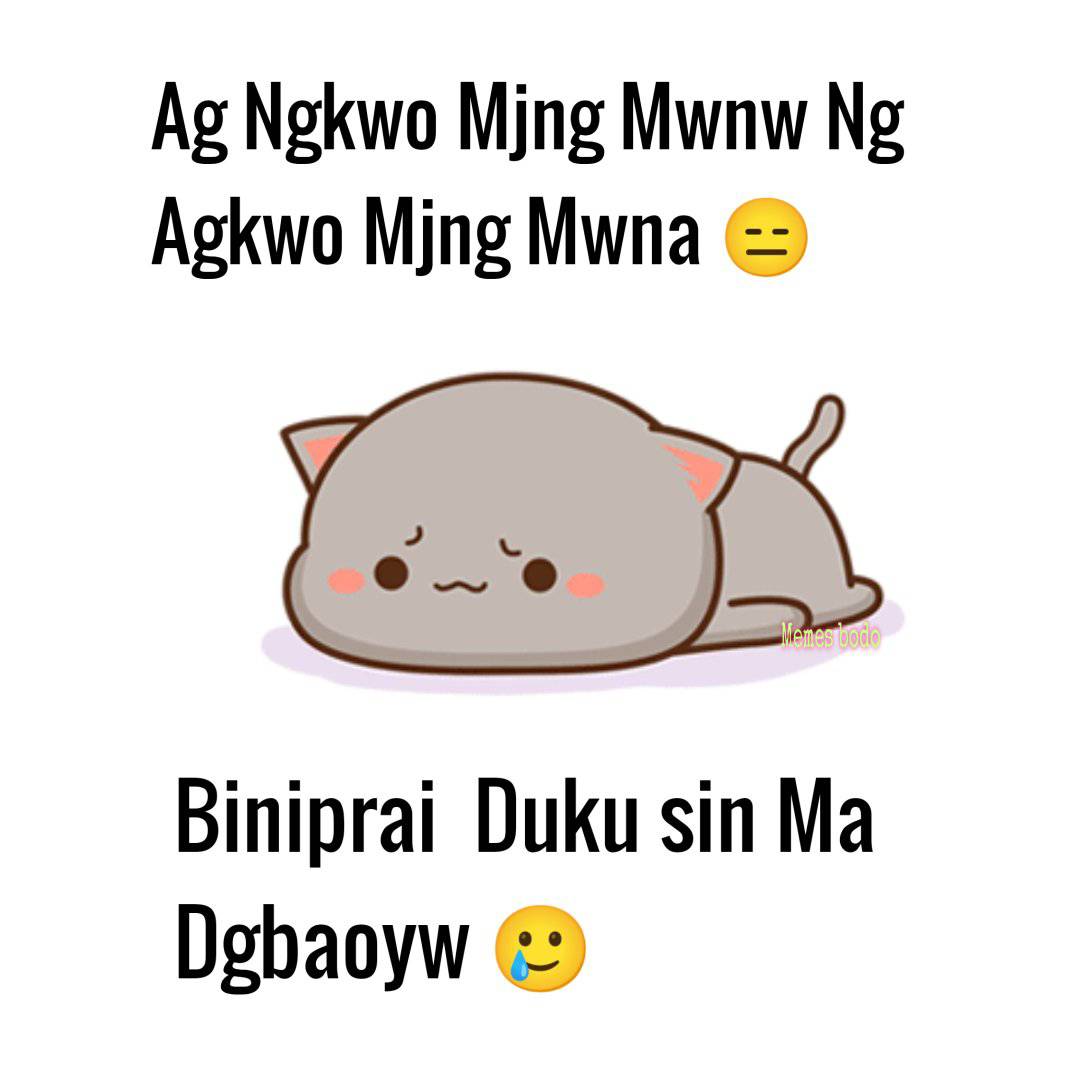 Ag Ngkwo Mjng Mwnw Ng
Agkwo Mjng Mwna 😑
Memes bodo
Biniprai Duku sin Ma
Dgbaoyw 🥲